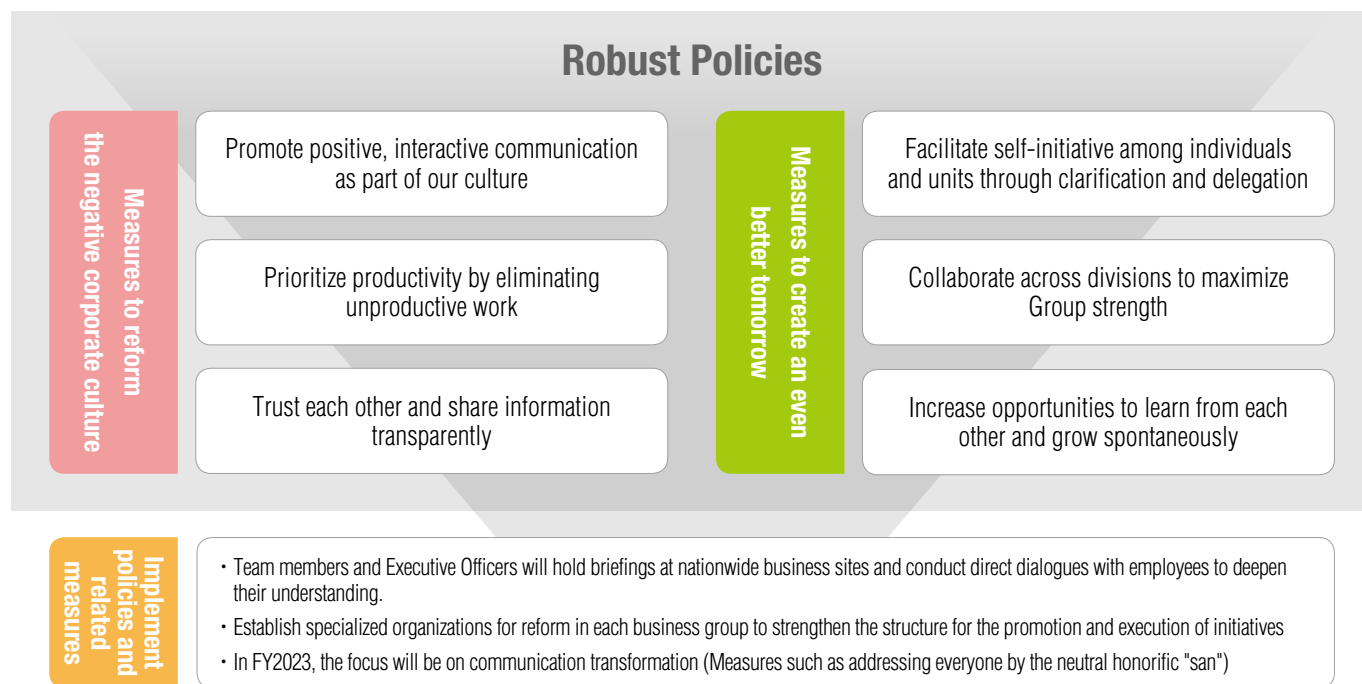 Robust Policies
Measures to reform
the negative corporate culture
Promote positive, interactive communication
as part of our culture
Prioritize productivity by eliminating
unproductive work
Trust each other and share information
transparently
Measures to create an even
better tomorrow
Facilitate self-initiative among individuals
and units through clarification and delegation
Collaborate across divisions to maximize
Group strength
Increase opportunities to learn from each
other and grow spontaneously
Implement
policies and
related
measures
・Team members and Executive Officers will hold briefings at nationwide business sites and conduct direct dialogues with employees to deepen
their understanding.
・Establish specialized organizations for reform in each business group to strengthen the structure for the promotion and execution of initiatives
・In FY2023, the focus will be on communication transformation (Measures such as addressing everyone by the neutral honorific "san")